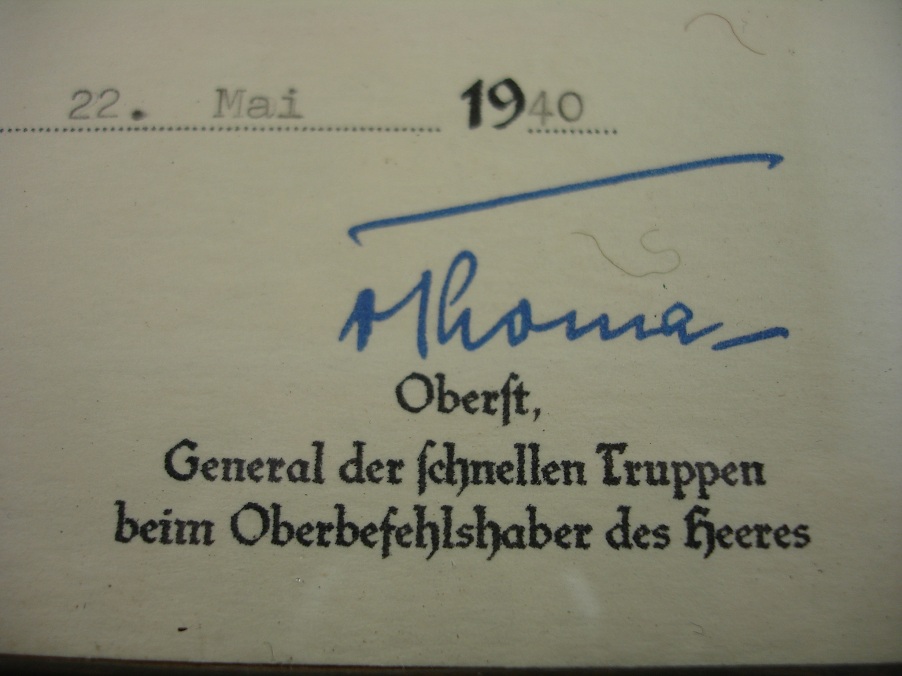 22. Mai 1940
Thoma
Oberst,
General der schnellen Truppen
beim Oberbefehlshaber des Heeres